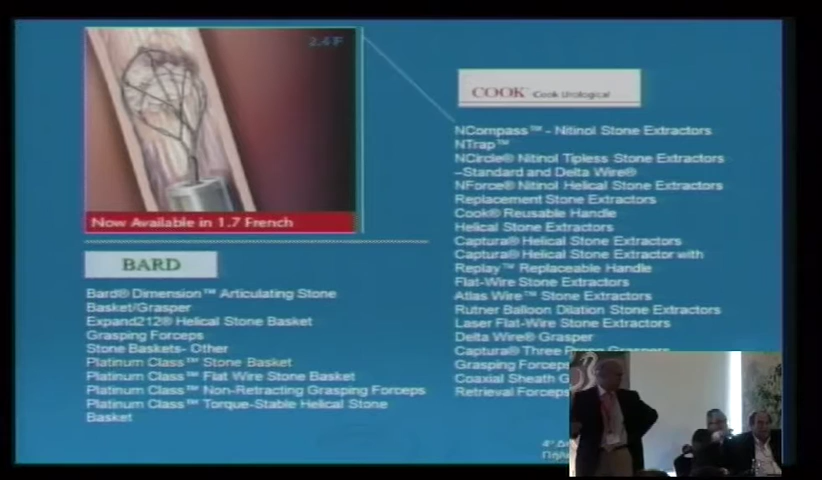 2.4 F
Now Available in 1.7 French
BARD
Bard® Dimension™ Articulating Stone
Basket/Grasper
Expand212® Helical Stone Basket
Grasping Forceps
Stone Baskets- Other
Platinum Class™ Stone Basket
Platinum Class™ Flat Wire Stone Basket
Platinum Class™ Non-Retracting Grasping Forceps
Platinum Class™ Torque-Stable Helical Stone
Basket
COOK Cook Urological
NCompass™ - Nitinol Stone Extractors
NTrap™
NCircle® Nitinol Tipless Stone Extractors
–Standard and Delta Wire®
NForce® Nitinol Helical Stone Extractors
Replacement Stone Extractors
Cook® Reusable Handle
Helical Stone Extractors
Captura® Helical Stone Extractors
Captura® Helical Stone Extractor with
Replay™ Replaceable Handle
Flat-Wire Stone Extractors
Atlas Wire™ Stone Extractors
Rutner Balloon Dilation Stone Extractors
Laser Flat-Wire Stone Extractors
Delta Wire® Grasper
Captura® Three Prong Graspers
Grasping Forceps
Coaxial Sheath G
Retrieval Forceps